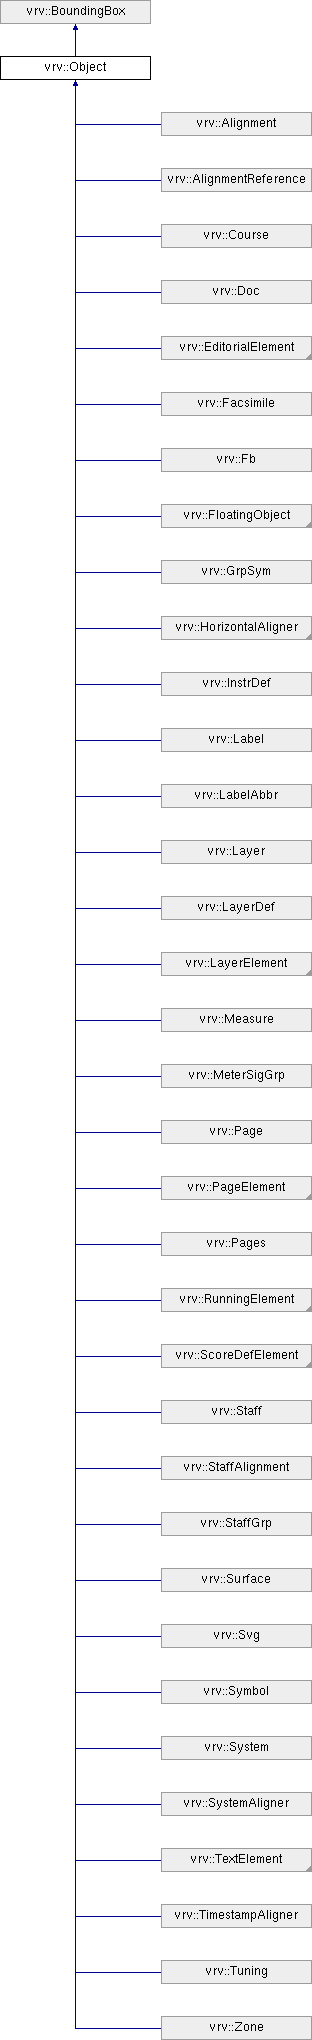 vrv::BoundingBox
vrv::Object
vrv::Alignment
vrv::AlignmentReference
vrv::Course
vrv::Doc
vrv::EditorialElement
vrv::Facsimile
vrv::Fb
vrv::FloatingObject
vrv::GrpSym
vrv::HorizontalAligner
vrv::InstrDef
vrv::Label
vrv::LabelAbbr
vrv::Layer
vrv::LayerDef
vrv::LayerElement
vrv::Measure
vrv::MeterSigGrp
vrv::Page
vrv::PageElement
vrv::Pages
vrv::RunningElement
vrv::ScoreDefElement
vrv::Staff
vrv::StaffAlignment
vrv::StaffGrp
vrv::Surface
vrv::Svg
vrv::Symbol
vrv::System
vrv::SystemAligner
vrv::TextElement
vrv::TimestampAligner
vrv::Tuning
vrv::Zone